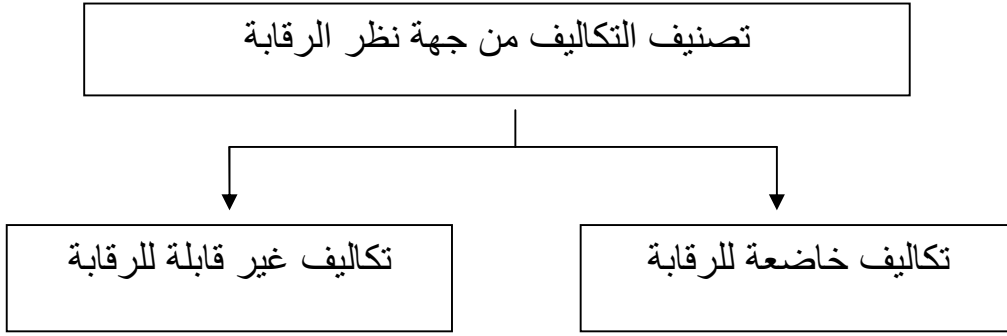 تصنيف التكاليف من جهة نظر الرقابة
تكاليف خاضعة للرقابة
تكاليف غير قابلة للرقابة